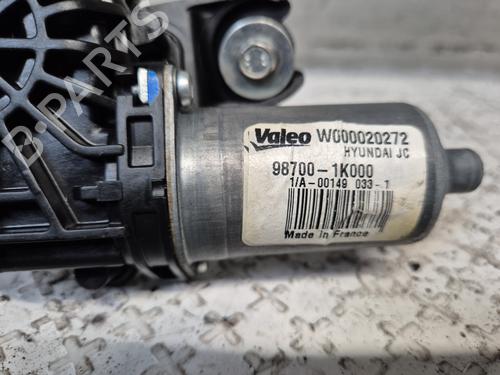 Valeo W000020272
HYUNDAI JC
98700-1K000
1/A-00149 033-1
Made in France
B-PARTS